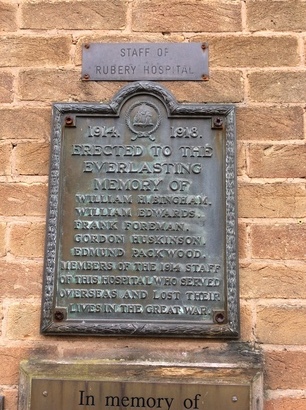 STAFF OF
RUBERY HOSPITAL
1914. 1918.
ERECTED TO THE
EVERLASTING
MEMORY OF
WILLIAM H. BINGHAM.
WILLIAM EDWARDS.
FRANK FOREMAN.
GORDON HUSKINSON.
EDMUND PACKWOOD.
MEMBERS OF THE 1914 STAFF
OF THIS HOSPITAL WHO SERVED
OVERSEAS AND LOST THEIR
LIVES IN THE GREAT WAR.
In memory of